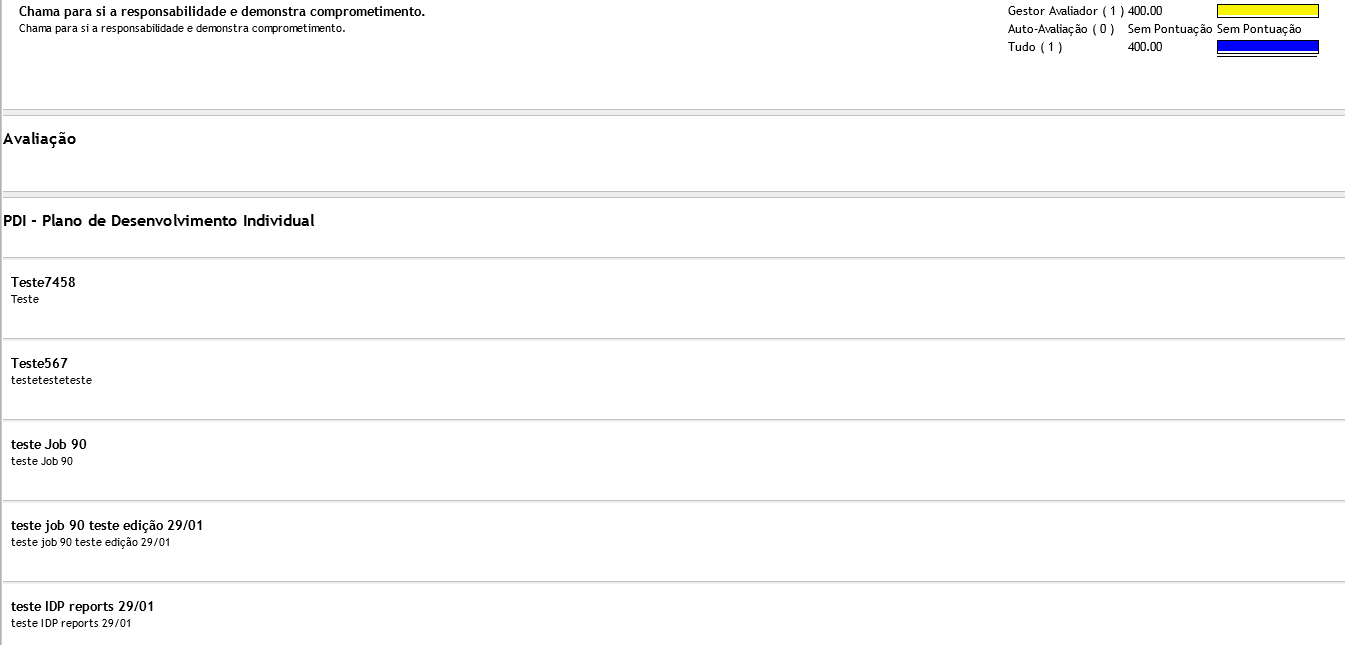 Chama para si a responsabilidade e demonstra comprometimento.
Chama para si a responsabilidade e demonstra comprometimento.
Gestor Avaliador ( 1 ) 400.00
Auto-Avaliação ( 0 ) Sem Pontuação Sem Pontuação
Tudo ( 1 ) 400.00
Avaliação
PDI - Plano de Desenvolvimento Individual
Teste7458
Teste
Teste567
testetesteteste
teste Job 90
teste Job 90
teste job 90 teste edição 29/01
teste job 90 teste edição 29/01
teste IDP reports 29/01
teste IDP reports 29/01